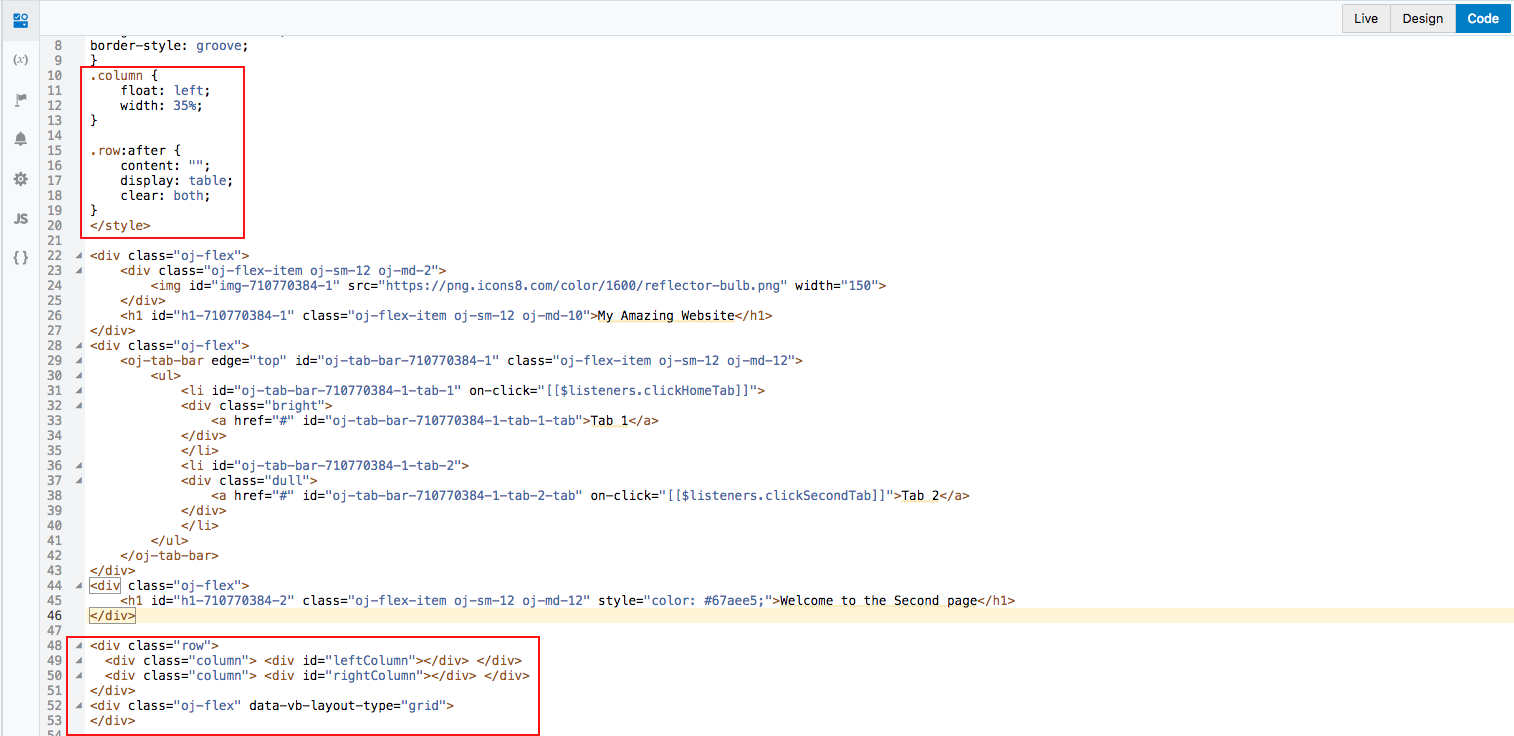 Live Design Code
(x)
JS
{ }
8 border-style: groove;
9 }
10 .column {
11     float: left;
12     width: 35%;
13 }
14
15 .row:after {
16     content: "";
17     display: table;
18     clear: both;
19 }
20 </style>
21
22 <div class="oj-flex">
23     <div class="oj-flex-item oj-sm-12 oj-md-2">
24         <img id="img-710770384-1" src="https://png.icons8.com/color/1600/reflector-bulb.png" width="150">
25     </div>
26     <h1 id="h1-710770384-1" class="oj-flex-item oj-sm-12 oj-md-10">My Amazing Website</h1>
27 </div>
28 <div class="oj-flex">
29     <oj-tab-bar edge="top" id="oj-tab-bar-710770384-1" class="oj-flex-item oj-sm-12 oj-md-12">
30         <ul>
31             <li id="oj-tab-bar-710770384-1-tab-1" on-click="[[$listeners.clickHomeTab]]">
32             <div class="bright">
33                 <a href="#" id="oj-tab-bar-710770384-1-tab-1-tab">Tab 1</a>
34             </div>
35             </li>
36             <li id="oj-tab-bar-710770384-1-tab-2">
37             <div class="dull">
38                 <a href="#" id="oj-tab-bar-710770384-1-tab-2-tab" on-click="[[$listeners.clickSecondTab]]">Tab 2</a>
39             </div>
40             </li>
41         </ul>
42     </oj-tab-bar>
43 </div>
44 <div class="oj-flex">
45     <h1 id="h1-710770384-2" class="oj-flex-item oj-sm-12 oj-md-12" style="color: #67aee5;">Welcome to the Second page</h1>
46 </div>
47
48 <div class="row">
49   <div class="column"> <div id="leftColumn"></div> </div>
50   <div class="column"> <div id="rightColumn"></div> </div>
51 </div>
52 <div class="oj-flex" data-vb-layout-type="grid">
53 </div>
54